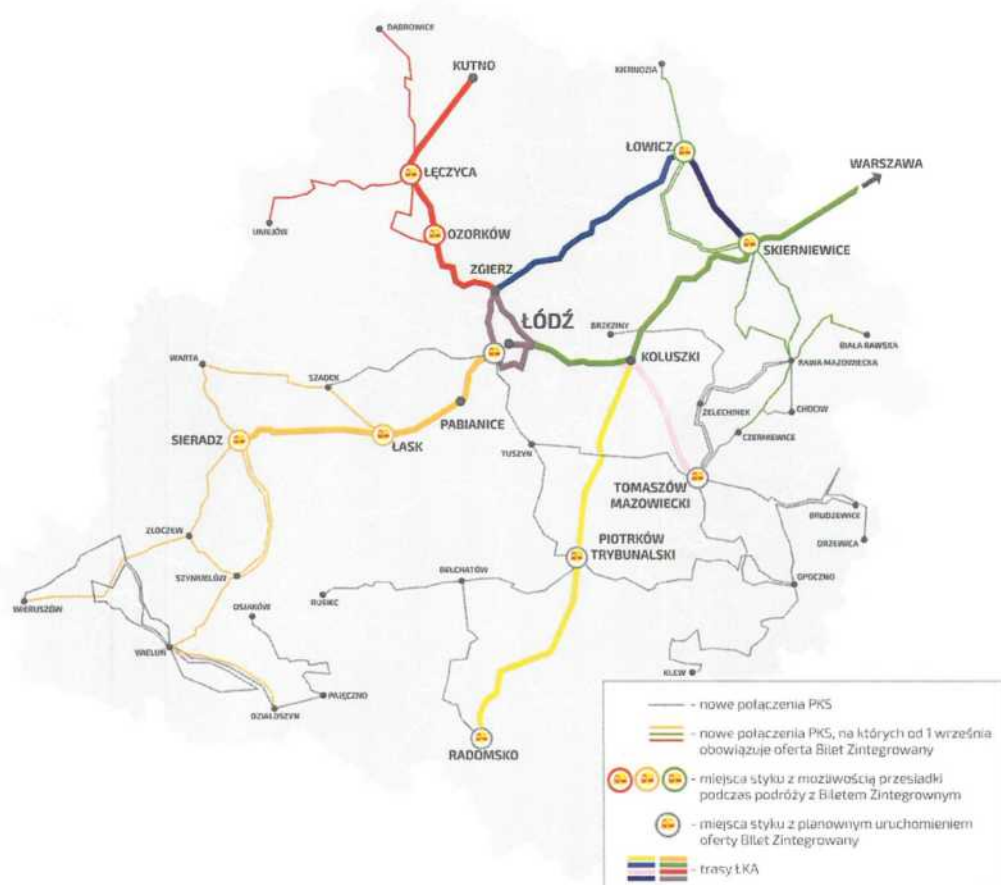 DĄBROWICE
KUTNO
KIERNOZIA
ŁOWICZ
WARSZAWA
ŁĘCZYCA
UNIEJÓW
OZORKÓW
SKIERNIEWICE
ZGIERZ
ŁÓDŹ
BRZEZINY
BIAŁA RAWSKA
KOLUSZKI
RAWA MAZOWIECKA
WARTA
SZADEK
PABIANICE
ŻELECHINEK
CHOCIW
CZERNIEWICE
SIERADZ
ŁASK
TUSZYN
TOMASZÓW
MAZOWIECKI
BRUDZEWICE
DRZEWICA
ZŁOCZEW
PIOTRKÓW
TRYBUNALSKI
BEŁCHATÓW
OPOCZNO
SZYNKIELÓW
WIERUSZÓW
OSJAKÓW
RUSIEC
WIELUŃ
KLEW
PAJĘCZNO
DZIAŁOSZYN
RADOMSKO
- nowe połączenia PKS
- nowe połączenia PKS, na których od 1 września
obowiązuje oferta Bilet Zintegrowany
- miejsca styku z możliwością przesiadki
podczas podróży z Biletem Zintegrownym
- miejsca styku z planownym uruchomieniem
oferty Bilet Zintegrowany
- trasy ŁKA